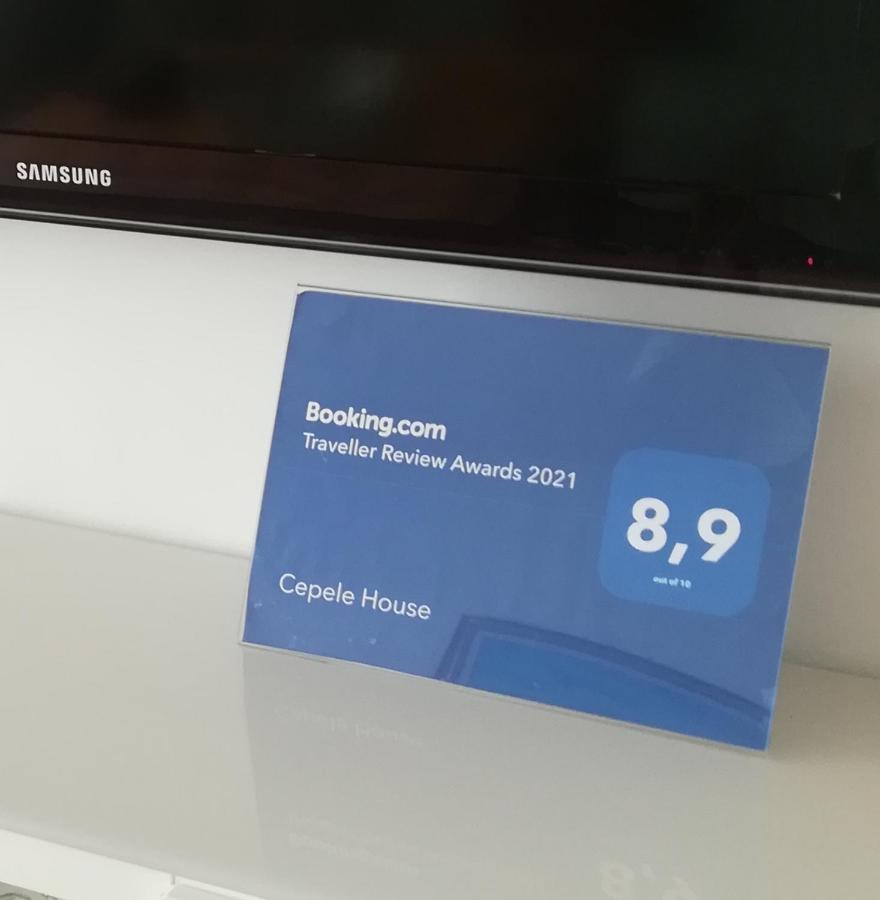 SAMSUNG
Booking.com
Traveller Review Awards 2021
8,9
out of 10
Cepele House